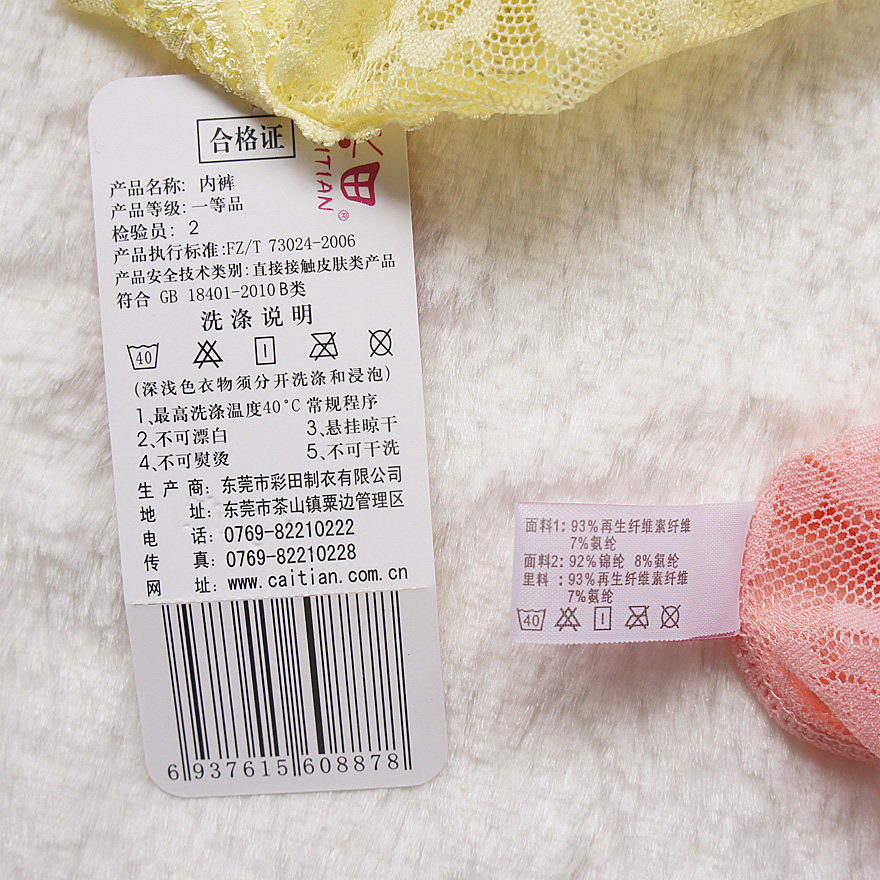 合格证
田
ITIAN®
产品名称: 内裤
产品等级: 一等品
检验员: 2
产品执行标准:FZ/T 73024-2006
产品安全技术类别: 直接接触皮肤类产品
符合 GB 18401-2010 B类
洗涤说明
40
(深浅色衣物须分开洗涤和浸泡)
1、最高洗涤温度40°C 常规程序
2、不可漂白 3、悬挂晾干
4、不可熨烫 5、不可干洗
生产商: 东莞市彩田制衣有限公司
地 址: 东莞市茶山镇粟边管理区
电 话: 0769-82210222
传 真: 0769-82210228
网 址: www.caitian.com.cn
6 937615 608878
面料1: 93%再生纤维素纤维
7%氨纶
面料2: 92%锦纶 8%氨纶
里料 : 93%再生纤维素纤维
7%氨纶
40